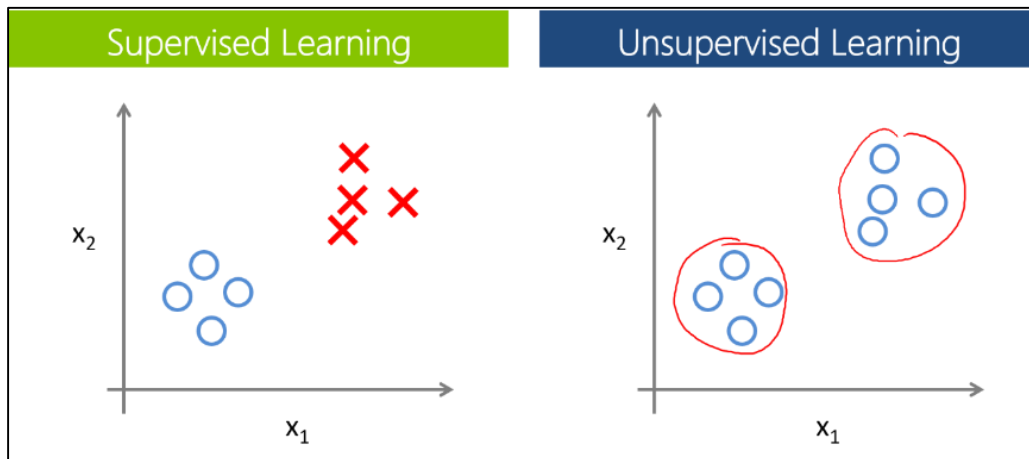 Supervised Learning
Unsupervised Learning
x₂
x₁
x₂
x₁